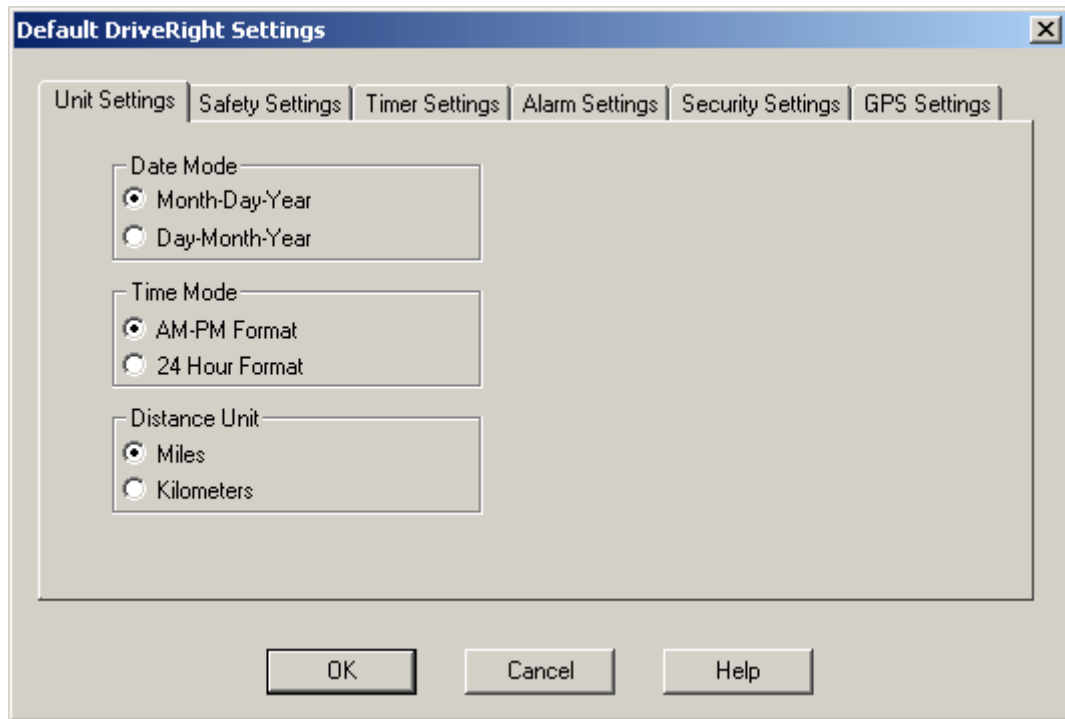 Default DriveRight Settings
Unit Settings Safety Settings Timer Settings Alarm Settings Security Settings GPS Settings
Date Mode
Month-Day-Year
Day-Month-Year
Time Mode
AM-PM Format
24 Hour Format
Distance Unit
Miles
Kilometers
OK Cancel Help